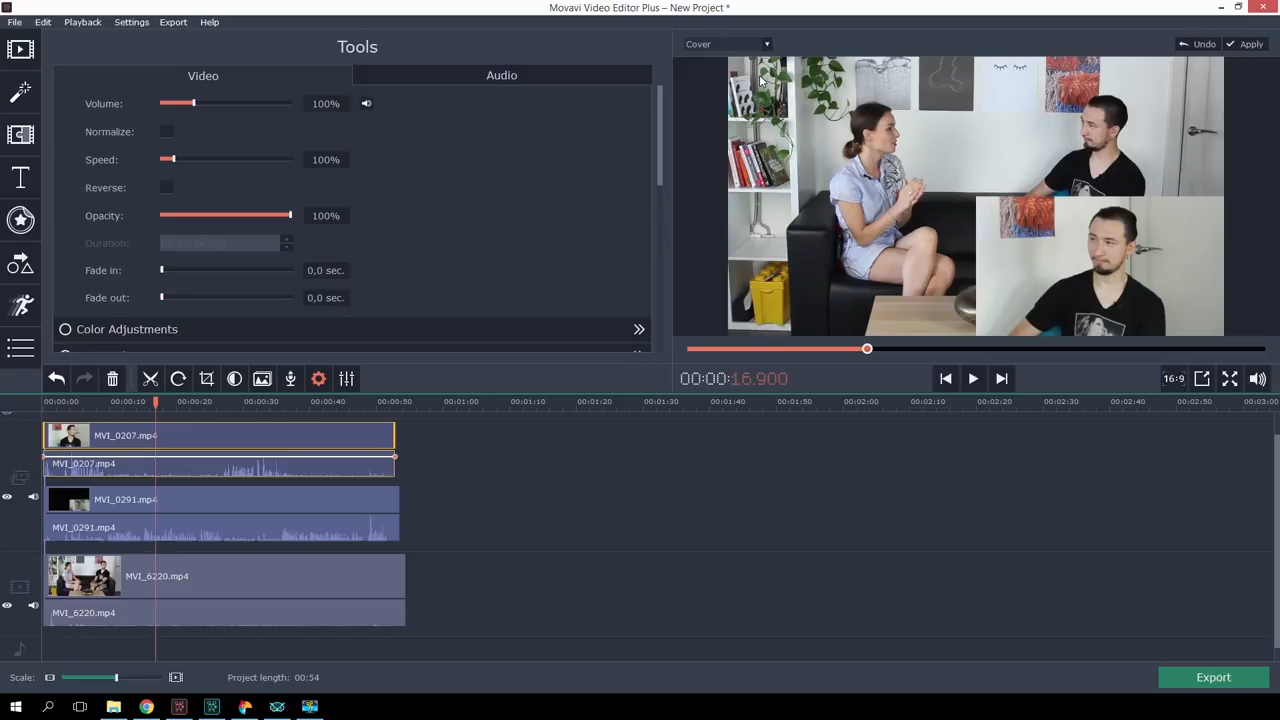 Movavi Video Editor Plus – New Project *
File Edit Playback Settings Export Help
Tools
Video Audio
Volume: 100%
Normalize:
Speed: 100%
Reverse:
Opacity: 100%
Duration:
Fade in: 0,0 sec.
Fade out: 0,0 sec.
Color Adjustments
Cover
Undo Apply
00:00:16.900
16:9
00:00:00 00:00:10 00:00:20 00:00:30 00:00:40 00:00:50 00:01:00 00:01:10 00:01:20 00:01:30 00:01:40 00:01:50 00:02:00 00:02:10 00:02:20 00:02:30 00:02:40 00:02:50 00:03:00
MVI_0207.mp4
MVI_0207.mp4
MVI_0291.mp4
MVI_0291.mp4
MVI_6220.mp4
MVI_6220.mp4
Scale: Project length: 00:54
Export